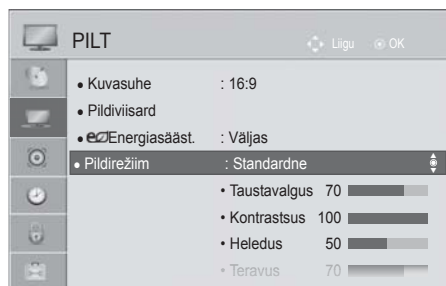 PILT Liigu OK
• Kuvasuhe : 16:9
• Pildiviisard
• eco Energiasääst. : Väljas
• Pildirežiim : Standardne
• Taustavalgus 70
• Kontrastsus 100
• Heledus 50
• Teravus 70